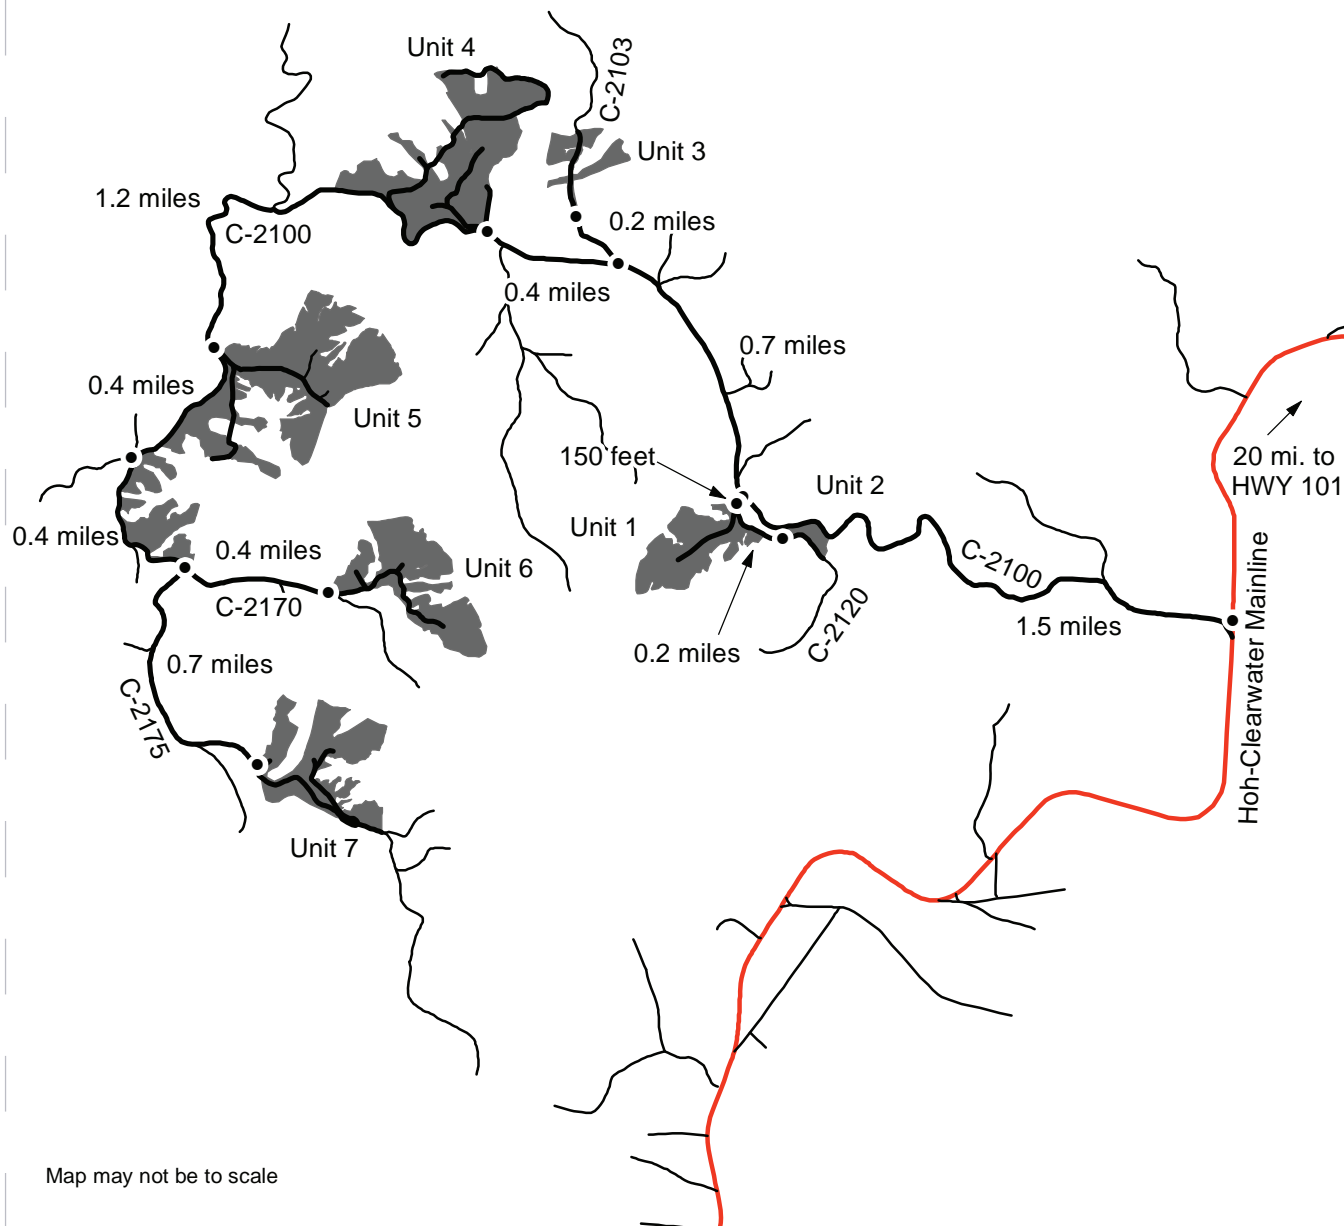 Unit 4
C-2103
Unit 3
1.2 miles
C-2100
0.2 miles
0.4 miles
0.7 miles
0.4 miles
Unit 5
150 feet
Unit 2
20 mi. to
HWY 101
Unit 1
0.4 miles
0.4 miles
Unit 6
C-2100
C-2170
C-2120
1.5 miles
Hoh-Clearwater Mainline
0.2 miles
0.7 miles
C-2175
Unit 7
Map may not be to scale